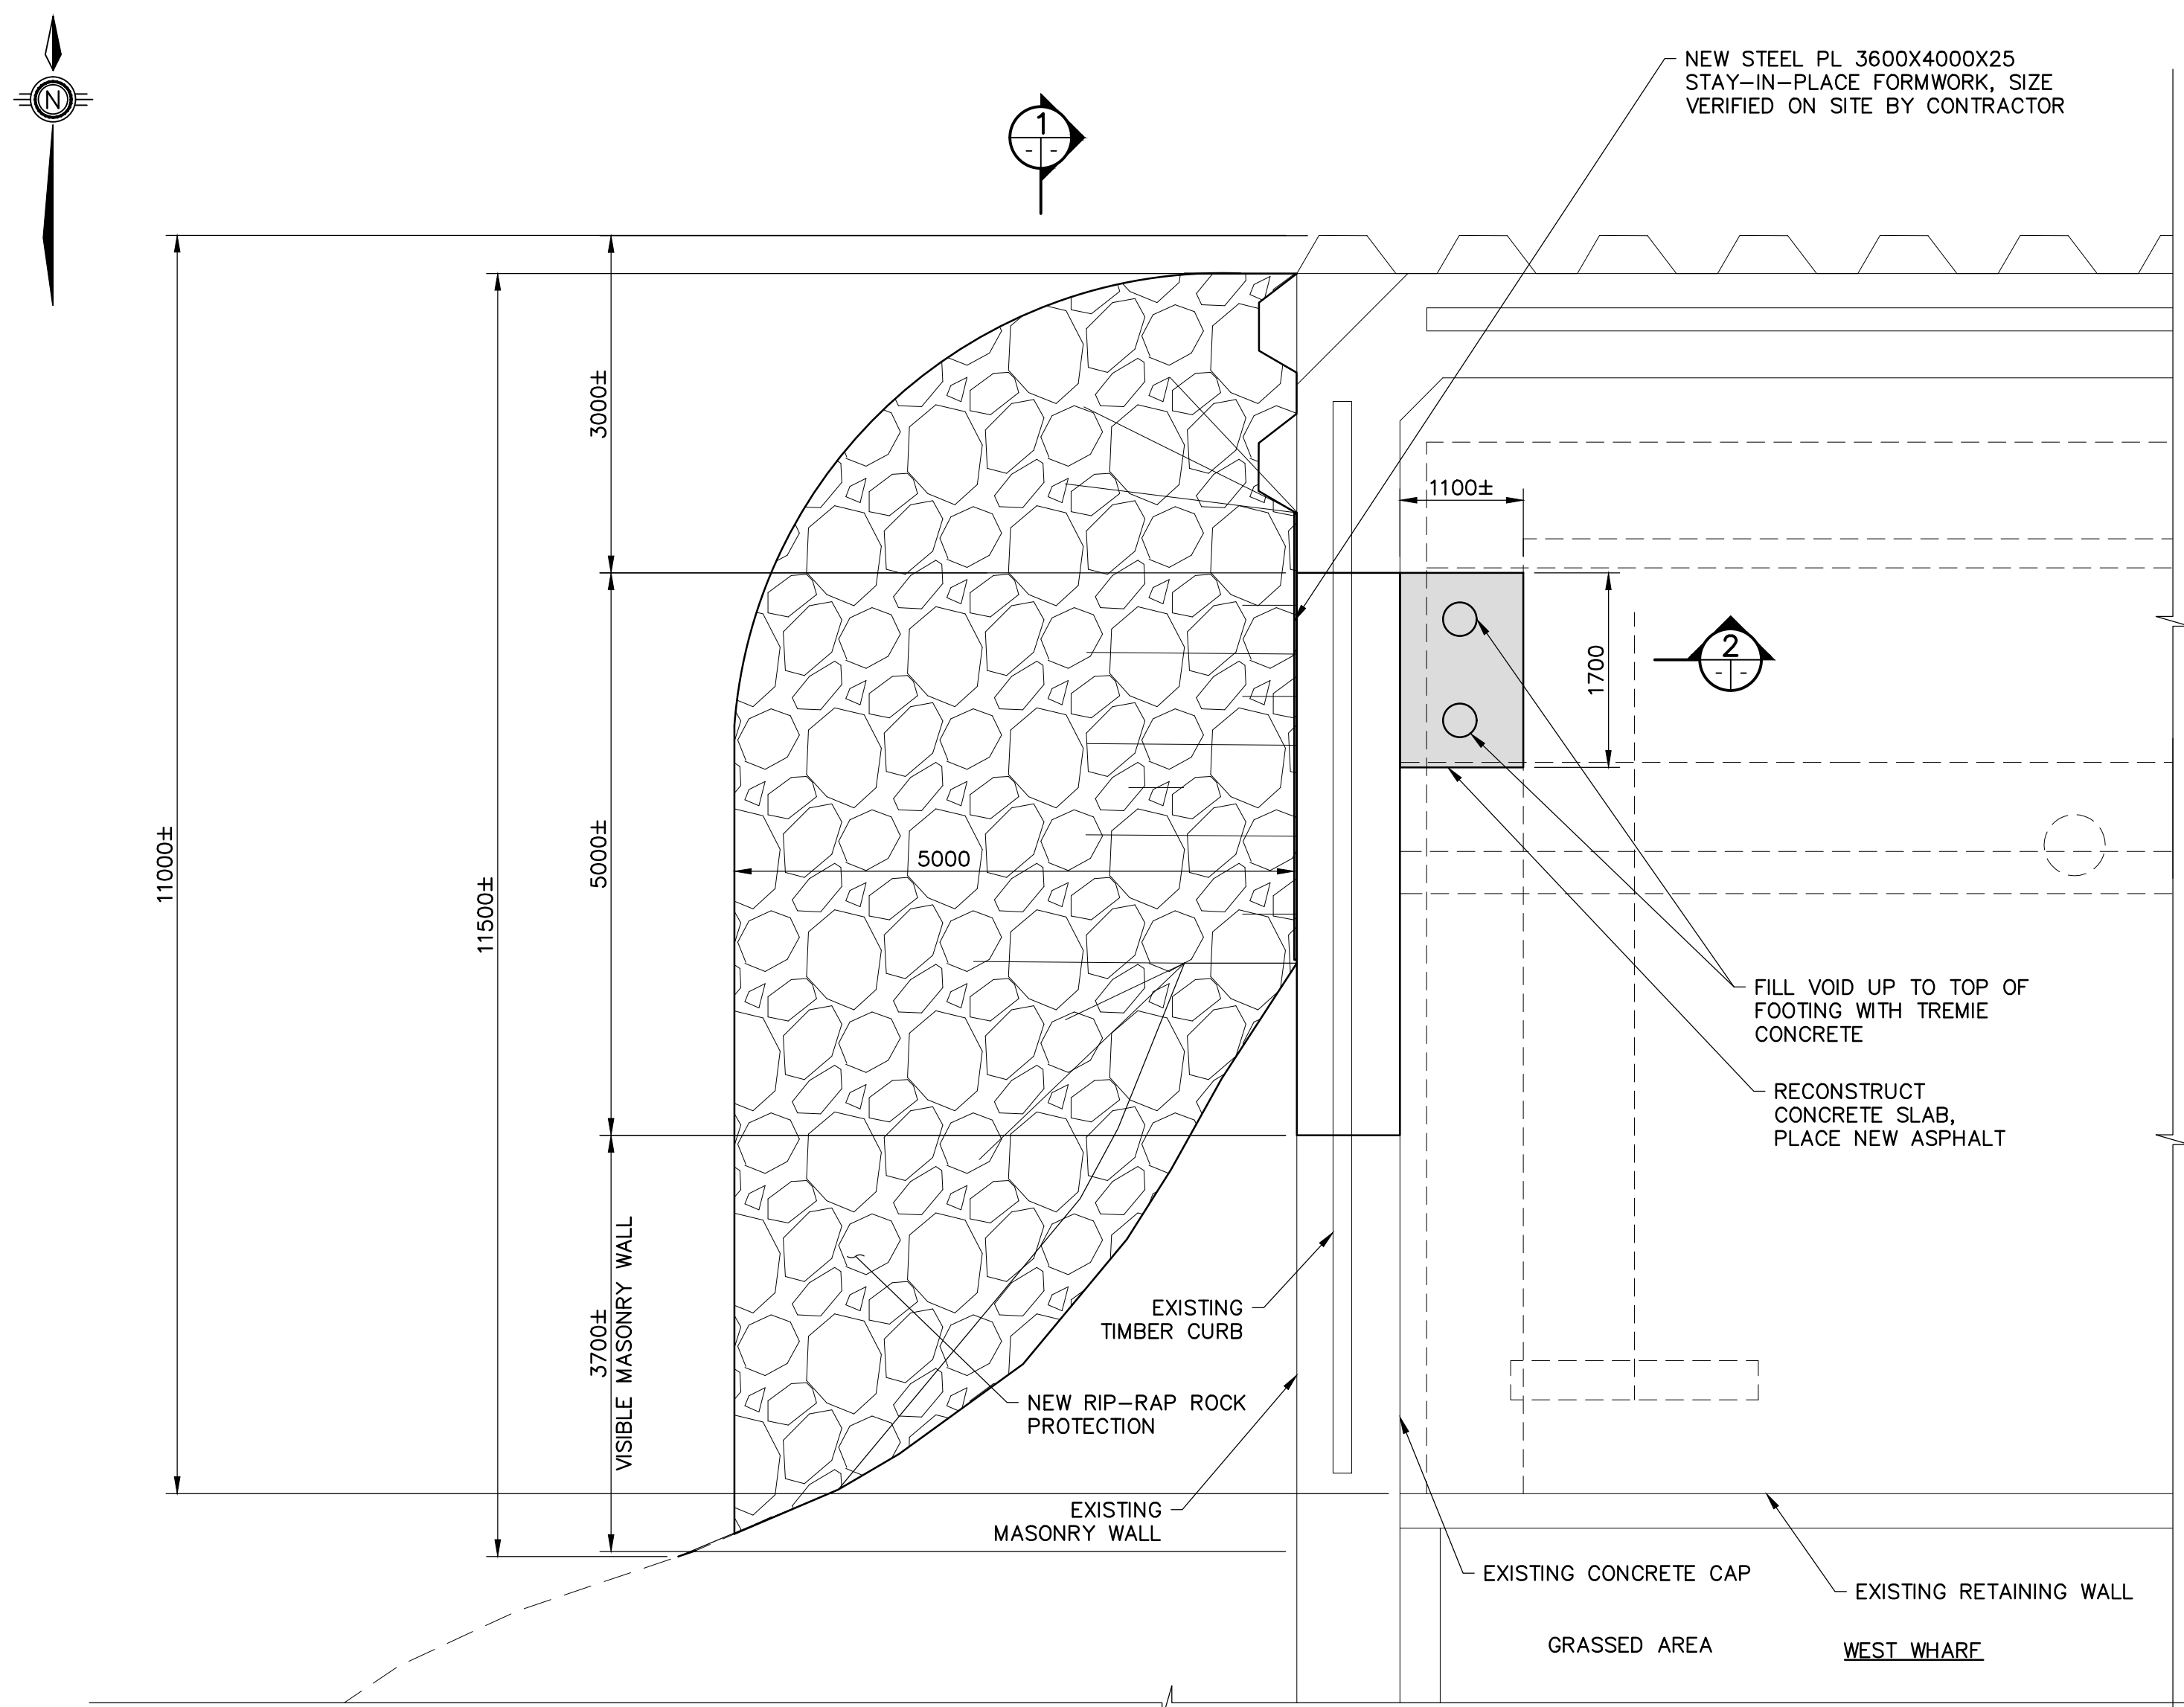 N
1
- -
NEW STEEL PL 3600X4000X25
STAY-IN-PLACE FORMWORK, SIZE
VERIFIED ON SITE BY CONTRACTOR
3000±
1100±
1700
2
- -
11000±
11500±
5000±
5000
FILL VOID UP TO TOP OF
FOOTING WITH TREMIE
CONCRETE
RECONSTRUCT
CONCRETE SLAB,
PLACE NEW ASPHALT
3700±
VISIBLE MASONRY WALL
EXISTING
TIMBER CURB
NEW RIP-RAP ROCK
PROTECTION
EXISTING
MASONRY WALL
EXISTING CONCRETE CAP
EXISTING RETAINING WALL
GRASSED AREA
WEST WHARF